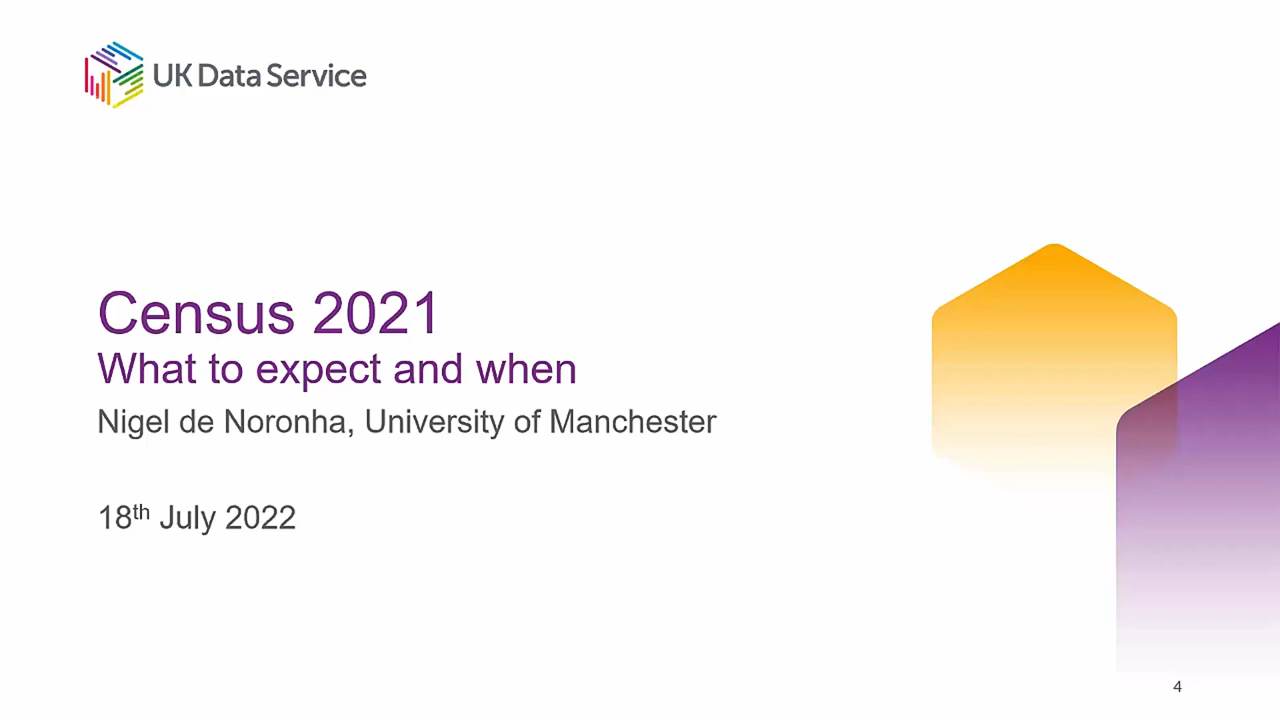 UK Data Service
Census 2021
What to expect and when
Nigel de Noronha, University of Manchester
18th July 2022
4